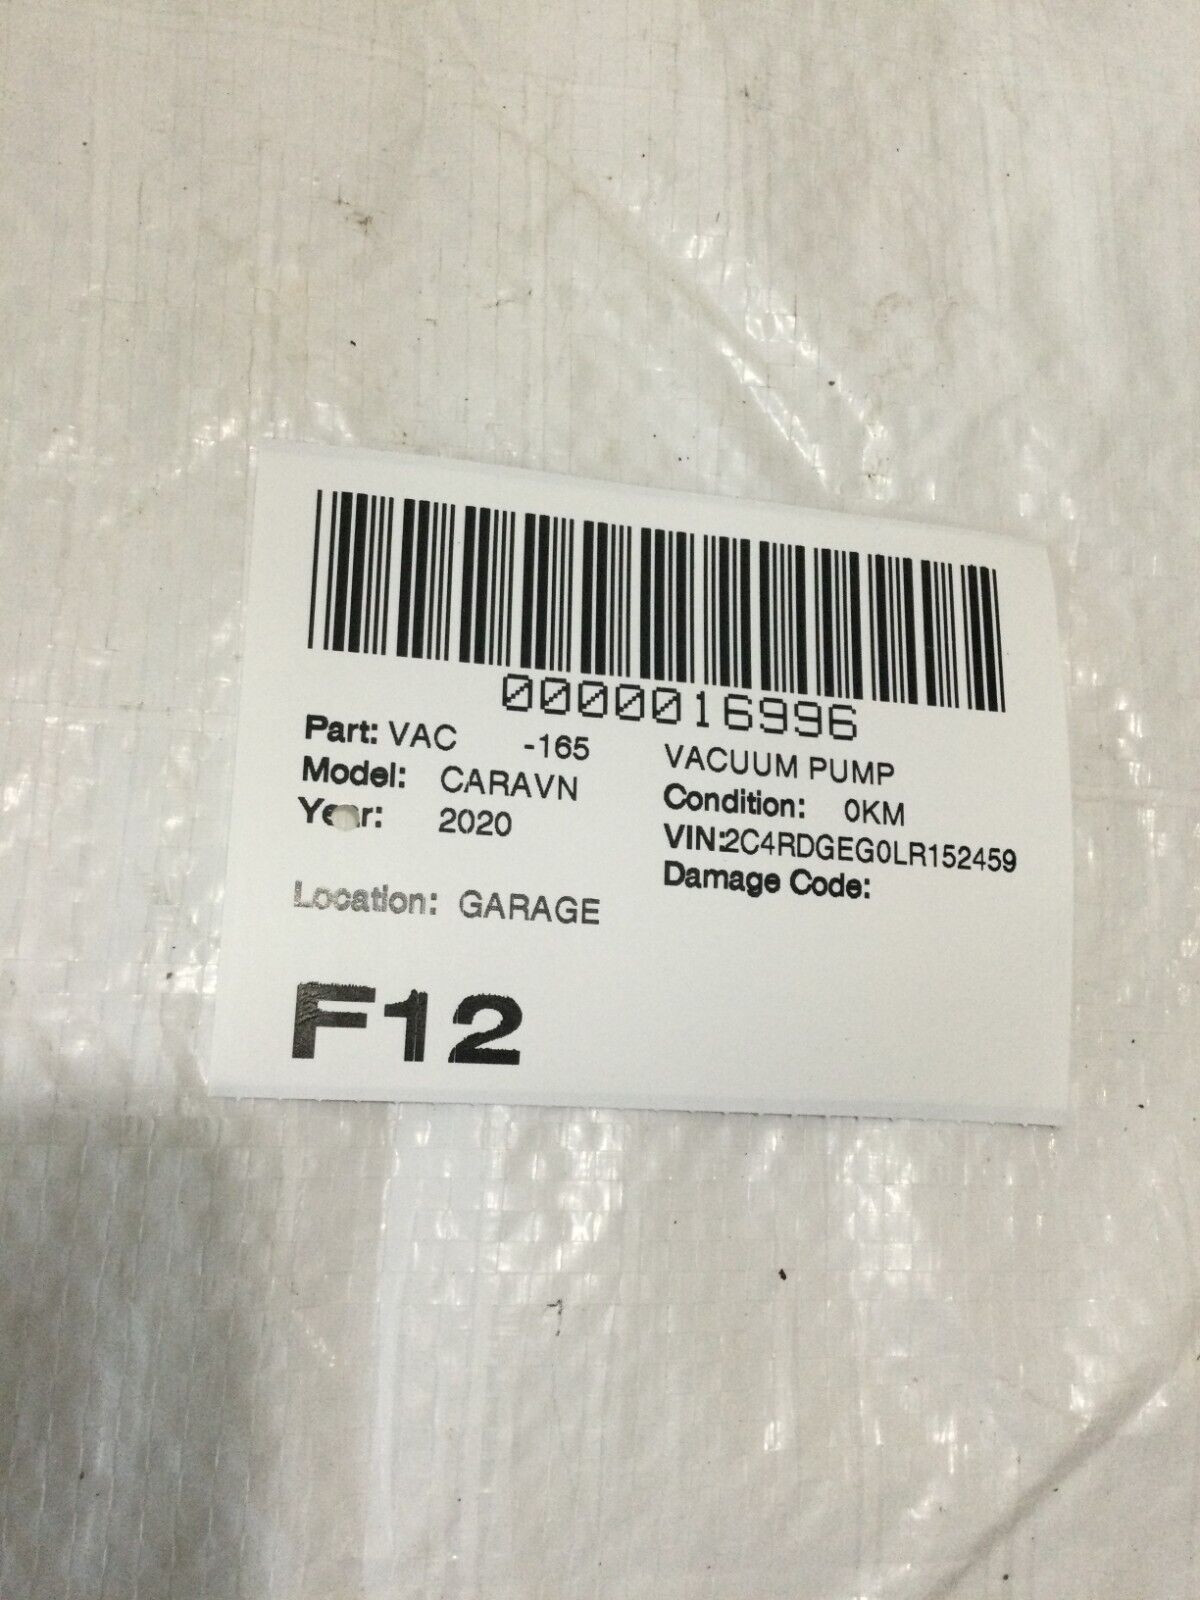 0000016996
Part: VAC -165 VACUUM PUMP
Model: CARAVN Condition: 0KM
Year: 2020 VIN:2C4RDGEG0LR152459
Damage Code:
Location: GARAGE
F12